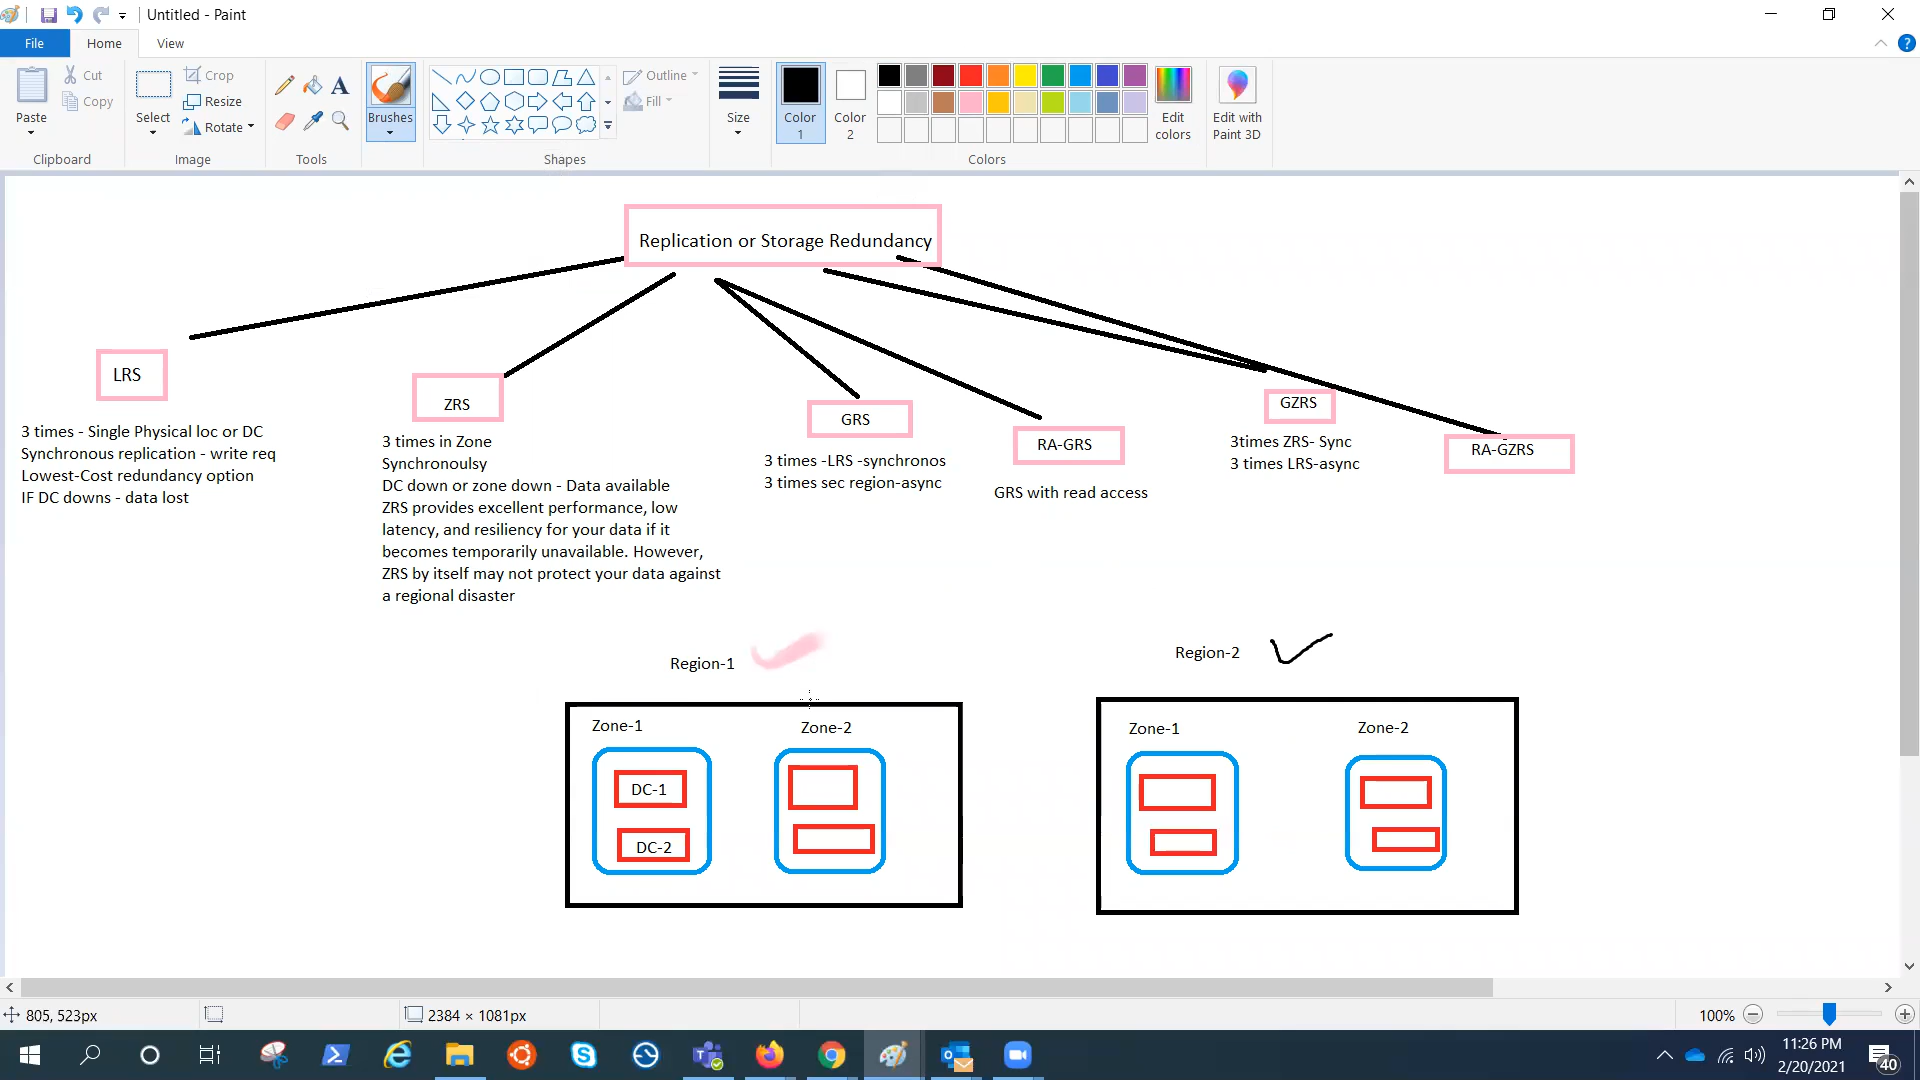 Untitled - Paint
File
Home
View
Paste
Cut
Copy
Clipboard
Select
Crop
Resize
Rotate
Image
Tools
Brushes
Shapes
Outline
Fill
Size
Color
1
Color
2
Edit
colors
Edit with
Paint 3D
Colors
Replication or Storage Redundancy
LRS
3 times - Single Physical loc or DC
Synchronous replication - write req
Lowest-Cost redundancy option
IF DC downs - data lost
ZRS
3 times in Zone
Synchronoulsy
DC down or zone down - Data available
ZRS provides excellent performance, low
latency, and resiliency for your data if it
becomes temporarily unavailable. However,
ZRS by itself may not protect your data against
a regional disaster
GRS
3 times -LRS -synchronos
3 times sec region-async
RA-GRS
GRS with read access
GZRS
3times ZRS- Sync
3 times LRS-async
RA-GZRS
Region-1
Zone-1
Zone-2
DC-1
DC-2
Region-2
Zone-1
Zone-2
805, 523px
2384 × 1081px
100%
11:26 PM
2/20/2021
40